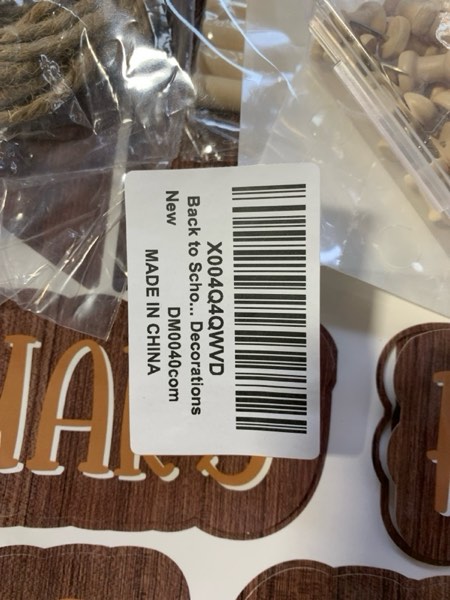 X004Q4QWVD
Back to Scho... Decorations
New DM0040com
MADE IN CHINA